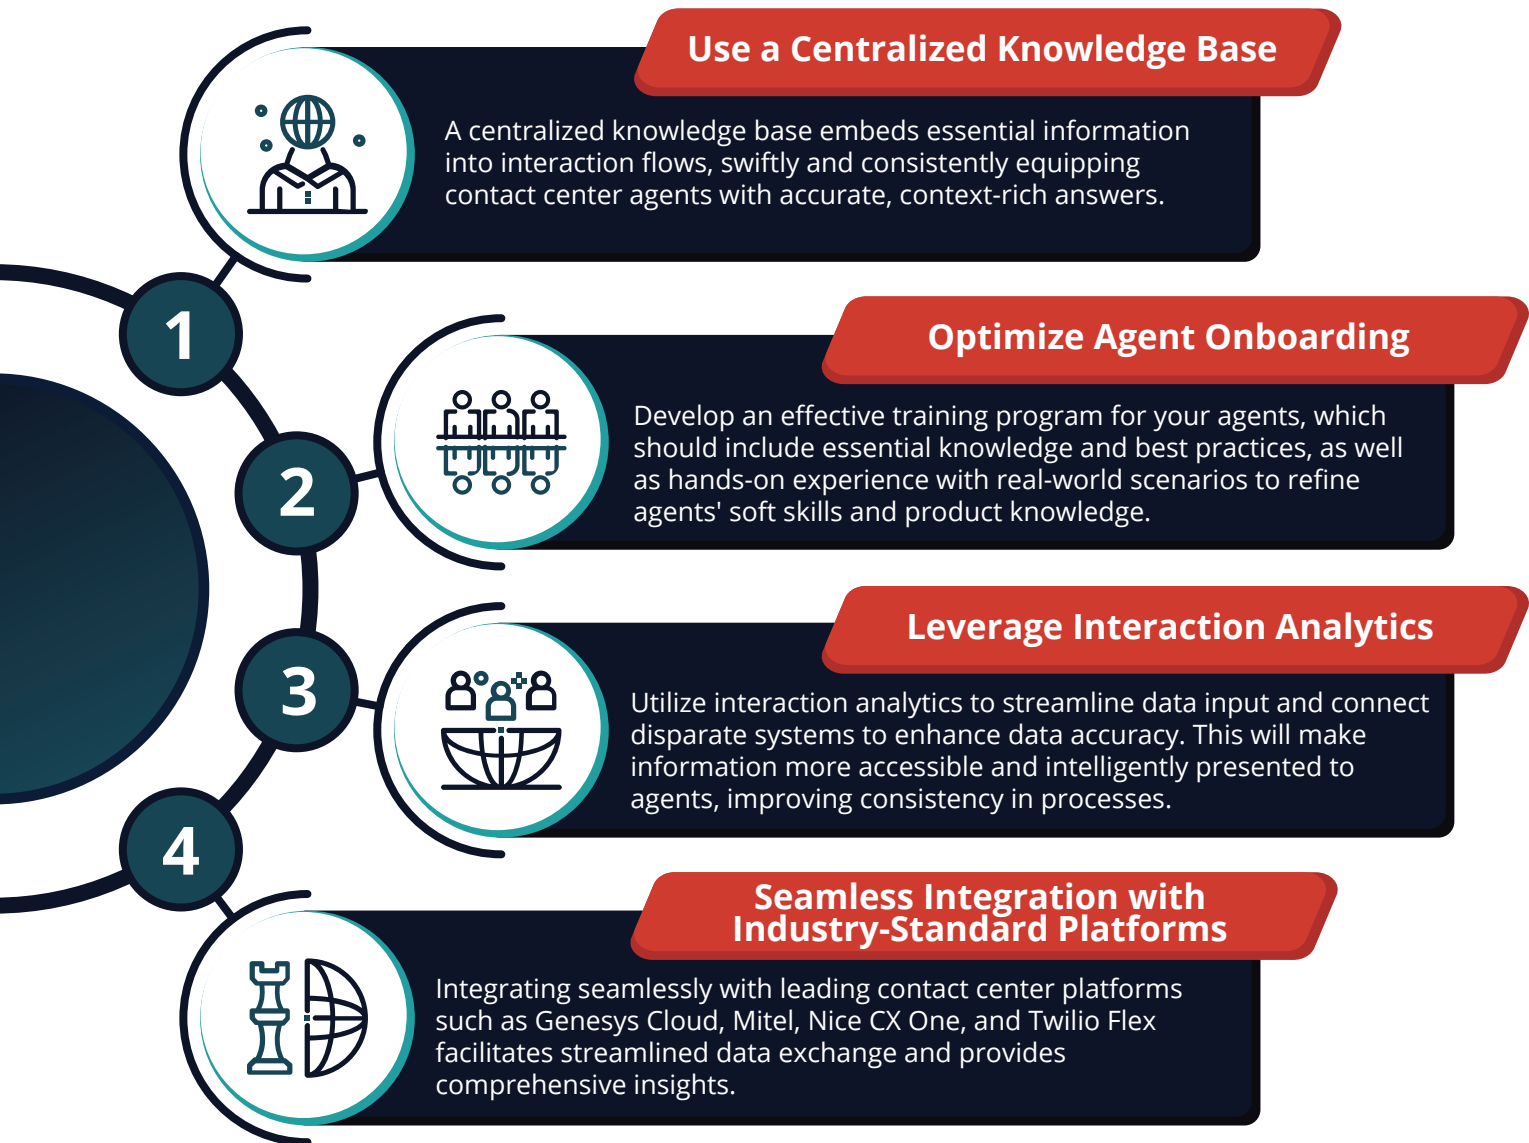 Use a Centralized Knowledge Base
A centralized knowledge base embeds essential information
into interaction flows, swiftly and consistently equipping
contact center agents with accurate, context-rich answers.
1
Optimize Agent Onboarding
Develop an effective training program for your agents, which
should include essential knowledge and best practices, as well
as hands-on experience with real-world scenarios to refine
agents' soft skills and product knowledge.
2
Leverage Interaction Analytics
Utilize interaction analytics to streamline data input and connect
disparate systems to enhance data accuracy. This will make
information more accessible and intelligently presented to
agents, improving consistency in processes.
3
Seamless Integration with
Industry-Standard Platforms
Integrating seamlessly with leading contact center platforms
such as Genesys Cloud, Mitel, Nice CX One, and Twilio Flex
facilitates streamlined data exchange and provides
comprehensive insights.
4